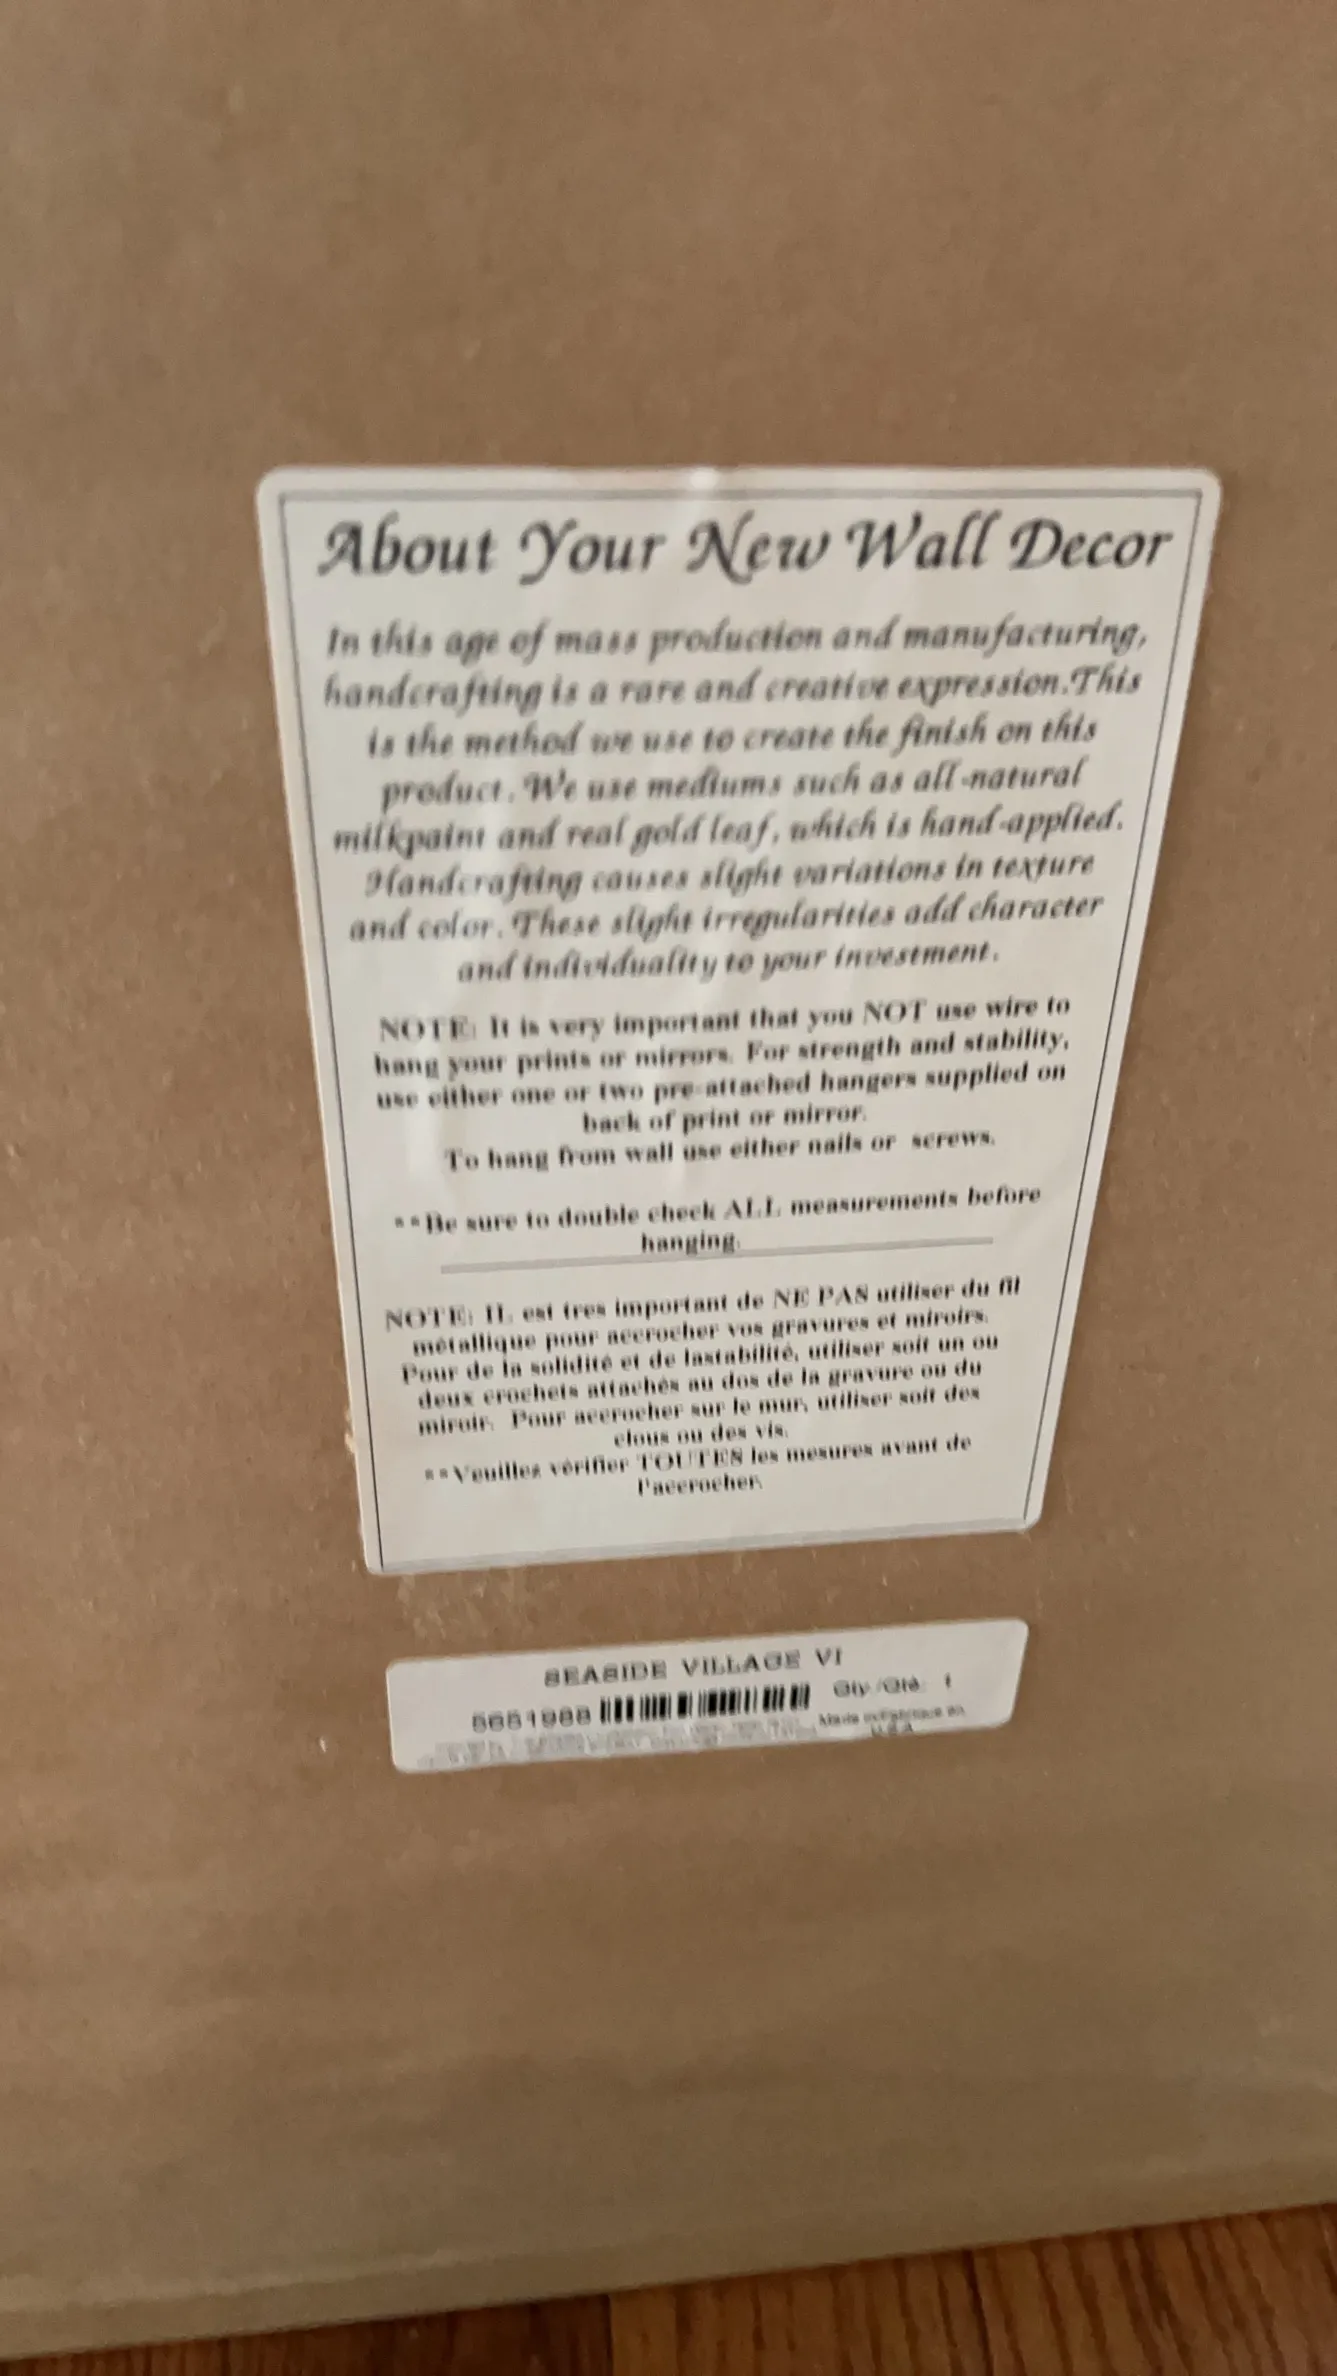 About Your New Wall Decor
In this age of mass production and manufacturing,
handcrafting is a rare and creative expression.This
is the method we use to create the finish on this
product. We use mediums such as all-natural
milkpaint and real gold leaf, which is hand-applied.
Handcrafting causes slight variations in texture
and color. These slight irregularities add character
and individuality to your investment.
NOTE: It is very important that you NOT use wire to
hang your prints or mirrors. For strength and stability,
use either one or two pre-attached hangers supplied on
back of print or mirror.
To hang from wall use either nails or screws.
**Be sure to double check ALL measurements before
hanging.
NOTE: IL est tres important de NE PAS utiliser du fil
métallique pour accrocher vos gravures et miroirs.
Pour de la solidité et de lastabilité, utiliser soit un ou
deux crochets attachés au dos de la gravure ou du
miroir. Pour accrocher sur le mur, utiliser soit des
clous ou des vis.
**Veuillez vérifier TOUTES les mesures avant de
l'accrocher.
SEASIDE VILLAGE VI
Qty./Qté: 1
Made in/Fabriqué en
U.S.A